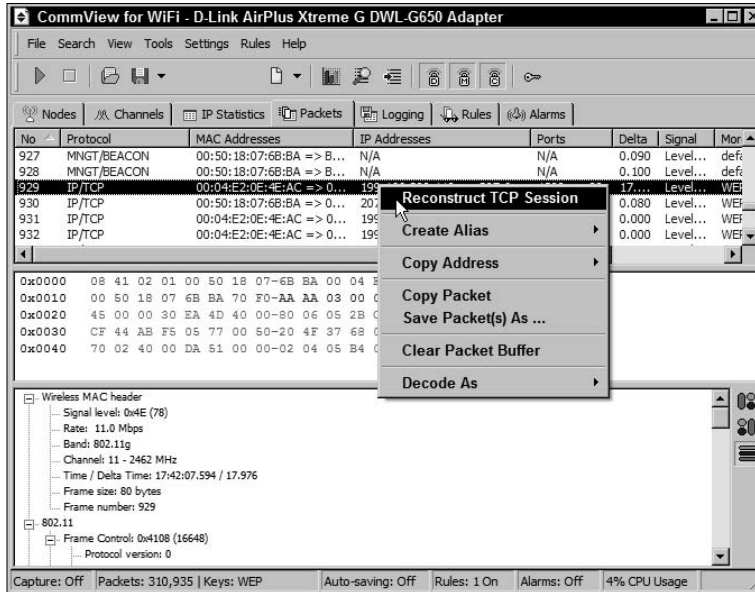 CommView for WiFi - D-Link AirPlus Xtreme G DWL-G650 Adapter
File Search View Tools Settings Rules Help
Nodes Channels IP Statistics Packets Logging Rules Alarms
No Protocol MAC Addresses IP Addresses Ports Delta Signal Mor
927 MNGT/BEACON 00:50:18:07:6B:BA => B... N/A N/A 0.090 Level... defa
928 MNGT/BEACON 00:50:18:07:6B:BA => B... N/A N/A 0.100 Level... defa
929 IP/TCP 00:04:E2:0E:4E:AC => 0... 199 17.... Level... WEP
930 IP/TCP 00:50:18:07:6B:BA => 0... 207 0.080 Level... WEP
931 IP/TCP 00:04:E2:0E:4E:AC => 0... 199 0.000 Level... WEP
932 IP/TCP 00:04:E2:0E:4E:AC => 0... 199 0.000 Level... WEP
Reconstruct TCP Session
Create Alias
Copy Address
Copy Packet
Save Packet(s) As ...
Clear Packet Buffer
Decode As
0x0000 08 41 02 01 00 50 18 07-6B BA 00 04
0x0010 00 50 18 07 6B BA 70 F0-AA AA 03 00
0x0020 45 00 00 30 EA 4D 40 00-80 06 05 2B
0x0030 CF 44 AB F5 05 77 00 50-20 4F 37 68
0x0040 70 02 40 00 DA 51 00 00-02 04 05 B4
Wireless MAC header
Signal level: 0x4E (78)
Rate: 11.0 Mbps
Band: 802.11g
Channel: 11 - 2462 MHz
Time / Delta Time: 17:42:07.594 / 17.976
Frame size: 80 bytes
Frame number: 929
802.11
Frame Control: 0x4108 (16648)
Protocol version: 0
Capture: Off Packets: 310,935 | Keys: WEP Auto-saving: Off Rules: 1 On Alarms: Off 4% CPU Usage